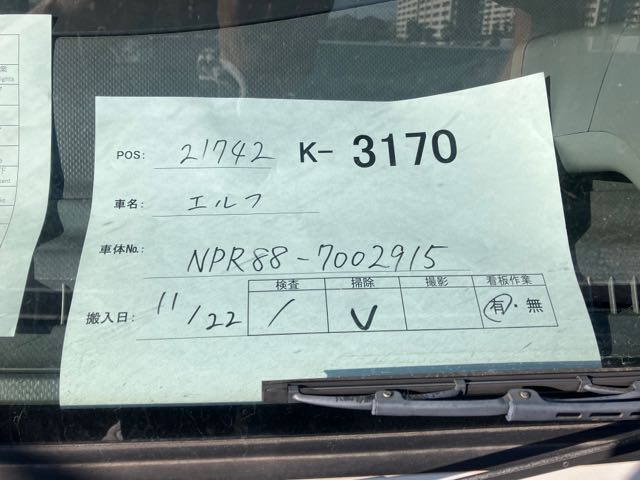 POS: 21742 K- 3170
車名: エルフ
車体No.: NPR88-7002915
搬入日: 11/22
検査 掃除 撮影 看板作業
/ ✓ 有・無